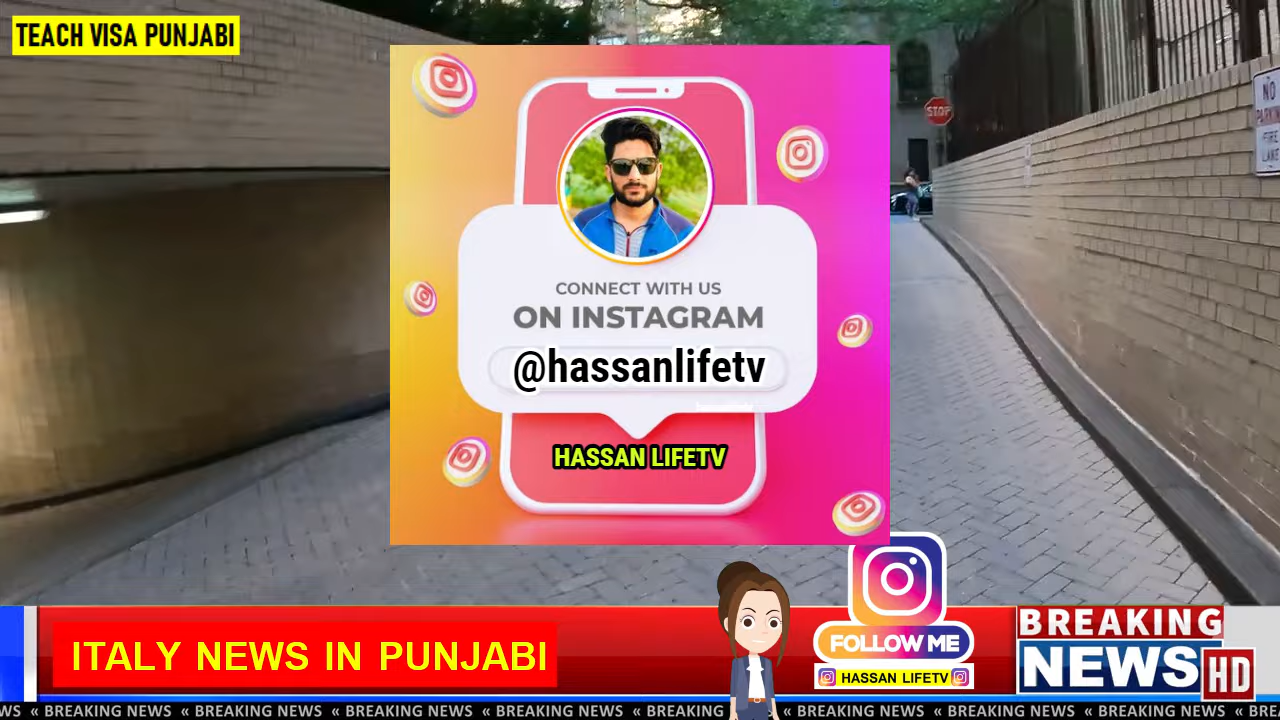 TEACH VISA PUNJABI
STOP
NO
PARKING
FIRE
LANE
CONNECT WITH US
ON INSTAGRAM
@hassanlifetv
HASSAN LIFETV
FOLLOW ME
HASSAN LIFETV
ITALY NEWS IN PUNJABI
BREAKING
NEWS HD
« BREAKING NEWS « BREAKING NEWS « BREAKING NEWS « BREAKING NEWS « BREAKING « BREAKING NEWS « BREAKING NEWS « BREAKING NEWS